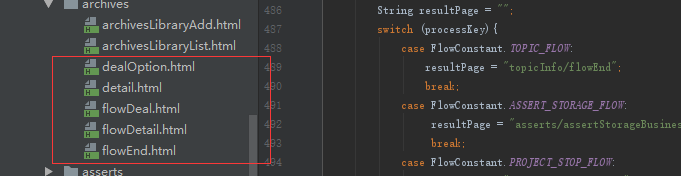 archives
archivesLibraryAdd.html
archivesLibraryList.html
dealOption.html
detail.html
flowDeal.html
flowDetail.html
flowEnd.html
asserts
486 String resultPage = "";
487 switch (processKey){
488 case FlowConstant.TOPIC_FLOW:
489 resultPage = "topicInfo/flowEnd";
490 break;
491 case FlowConstant.ASSERT_STORAGE_FLOW:
492 resultPage = "asserts/assertStorageBusines
493 break;
494 case FlowConstant.PROJECT_STOP_FLOW: